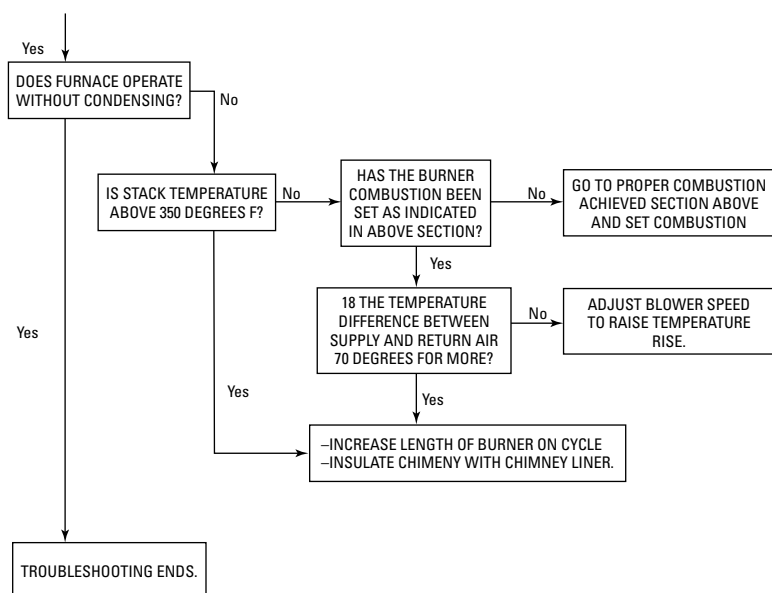 Yes
DOES FURNACE OPERATE
WITHOUT CONDENSING?
No
IS STACK TEMPERATURE
ABOVE 350 DEGREES F?
No
HAS THE BURNER
COMBUSTION BEEN
SET AS INDICATED
IN ABOVE SECTION?
No
GO TO PROPER COMBUSTION
ACHIEVED SECTION ABOVE
AND SET COMBUSTION
Yes
18 THE TEMPERATURE
DIFFERENCE BETWEEN
SUPPLY AND RETURN AIR
70 DEGREES FOR MORE?
No
ADJUST BLOWER SPEED
TO RAISE TEMPERATURE
RISE.
Yes
Yes
Yes
–INCREASE LENGTH OF BURNER ON CYCLE
–INSULATE CHIMENY WITH CHIMNEY LINER.
TROUBLESHOOTING ENDS.